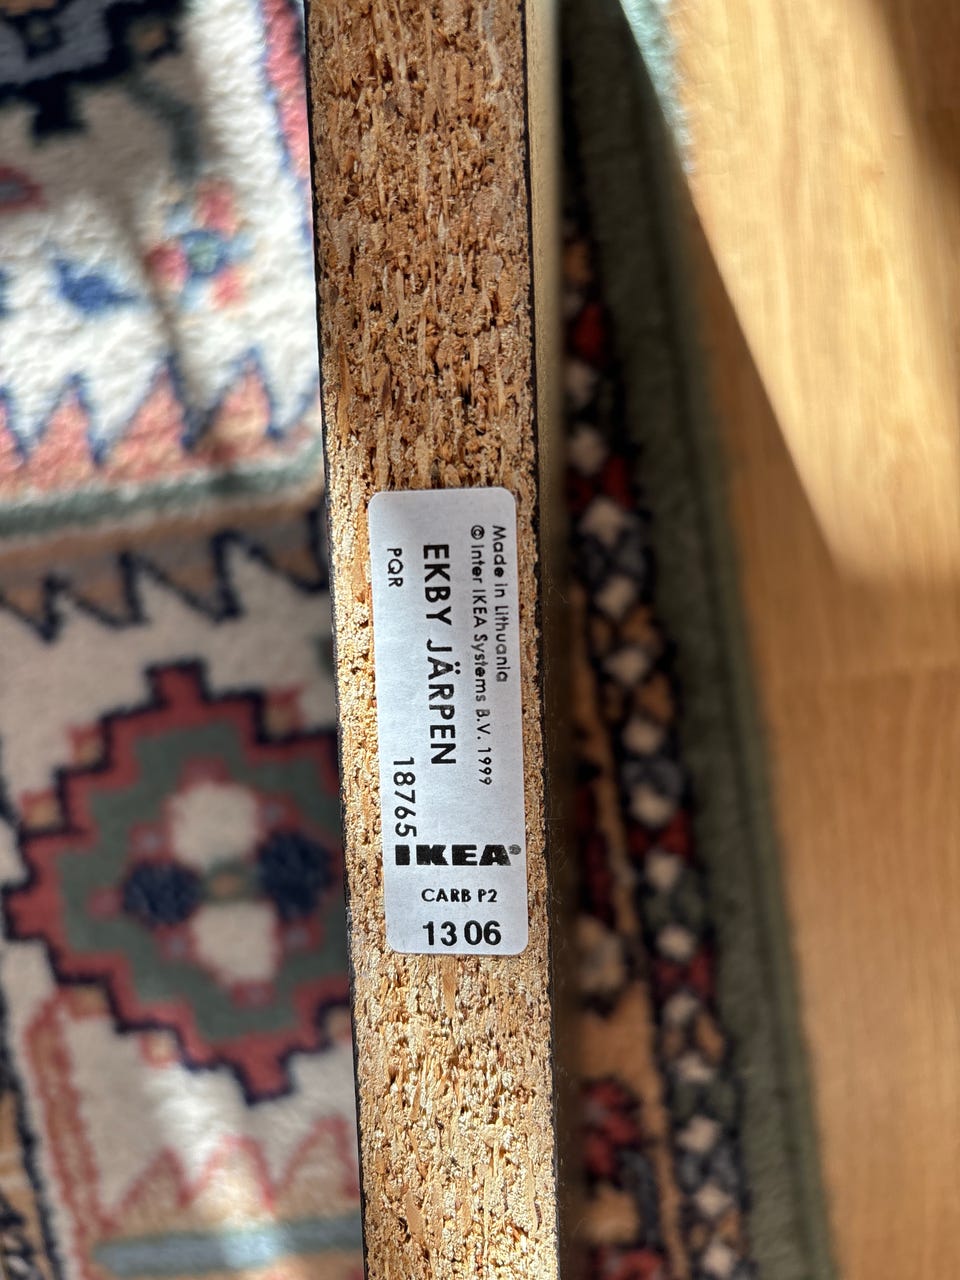 Made in Lithuania
© Inter IKEA Systems B.V. 1999
EKBY JÄRPEN
PQR
18765
IKEA®
CARB P2
1306